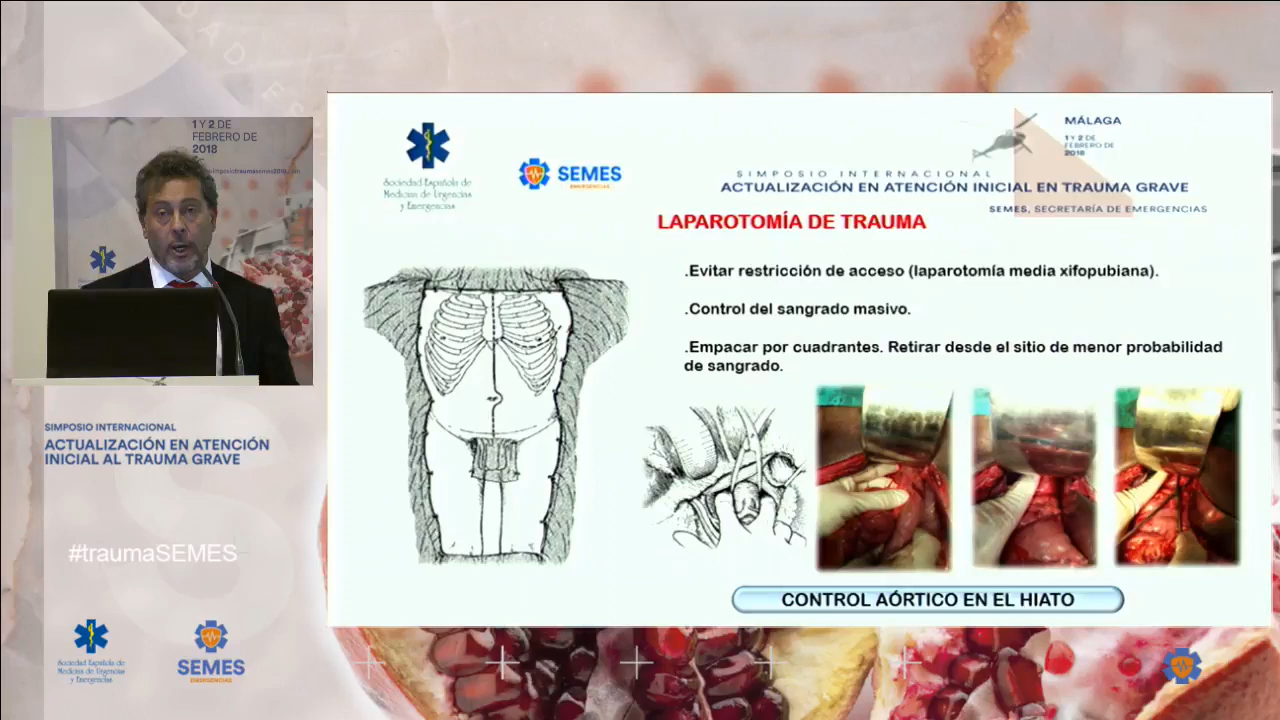 1 Y 2 DE
FEBRERO DE
2018
Sociedad Española de
Medicina de Urgencias
y Emergencias
SEMES
EMERGENCIAS
MÁLAGA
1 Y 2 DE
FEBRERO DE
2018
SIMPOSIO INTERNACIONAL
ACTUALIZACIÓN EN ATENCIÓN INICIAL EN TRAUMA GRAVE
SEMES, SECRETARÍA DE EMERGENCIAS
LAPAROTOMÍA DE TRAUMA
.Evitar restricción de acceso (laparotomía media xifopubiana).
.Control del sangrado masivo.
.Empacar por cuadrantes. Retirar desde el sitio de menor probabilidad
de sangrado.
CONTROL AÓRTICO EN EL HIATO
SIMPOSIO INTERNACIONAL
ACTUALIZACIÓN EN ATENCIÓN
INICIAL AL TRAUMA GRAVE
#traumaSEMES
Sociedad Española de
Medicina de Urgencias
y Emergencias
SEMES
EMERGENCIAS